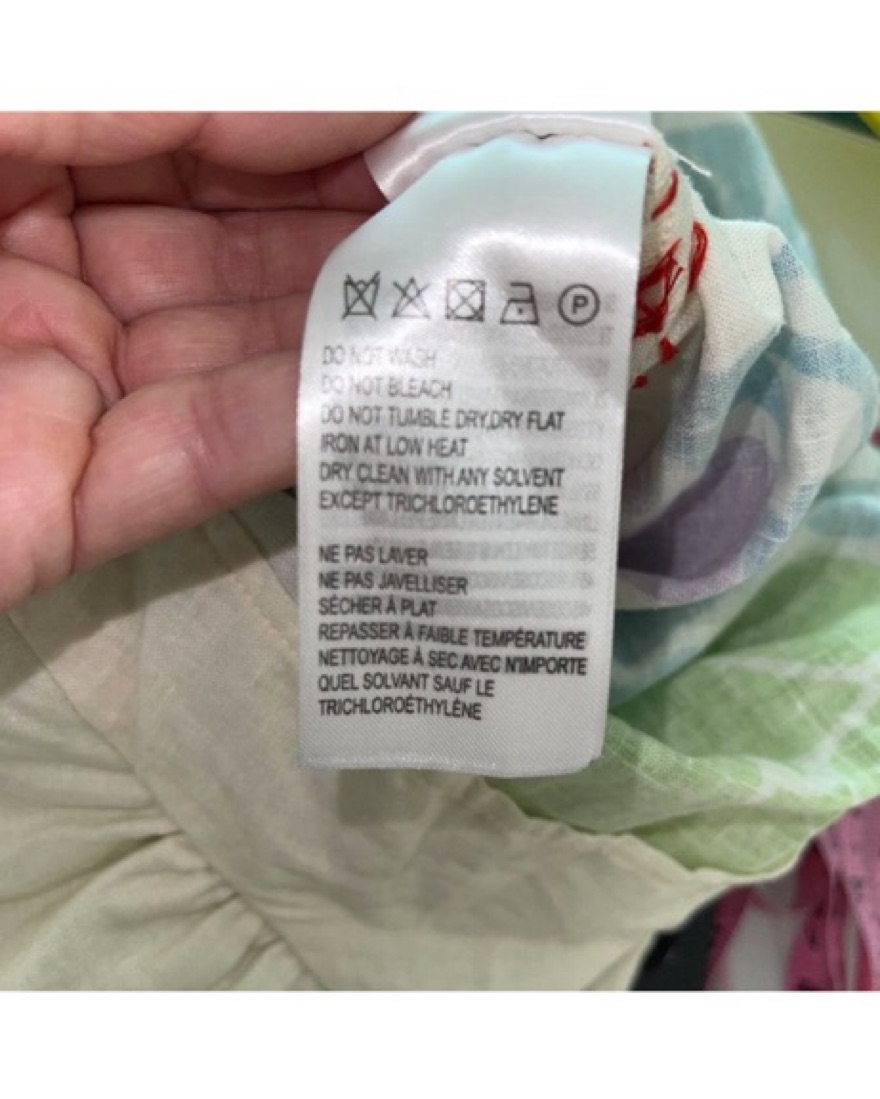 P
DO NOT WASH
DO NOT BLEACH
DO NOT TUMBLE DRY.DRY FLAT
IRON AT LOW HEAT
DRY CLEAN WITH ANY SOLVENT
EXCEPT TRICHLOROETHYLENE
NE PAS LAVER
NE PAS JAVELLISER
SÉCHER À PLAT
REPASSER À FAIBLE TEMPÉRATURE
NETTOYAGE À SEC AVEC N'IMPORTE
QUEL SOLVANT SAUF LE
TRICHLOROÉTHYLÈNE